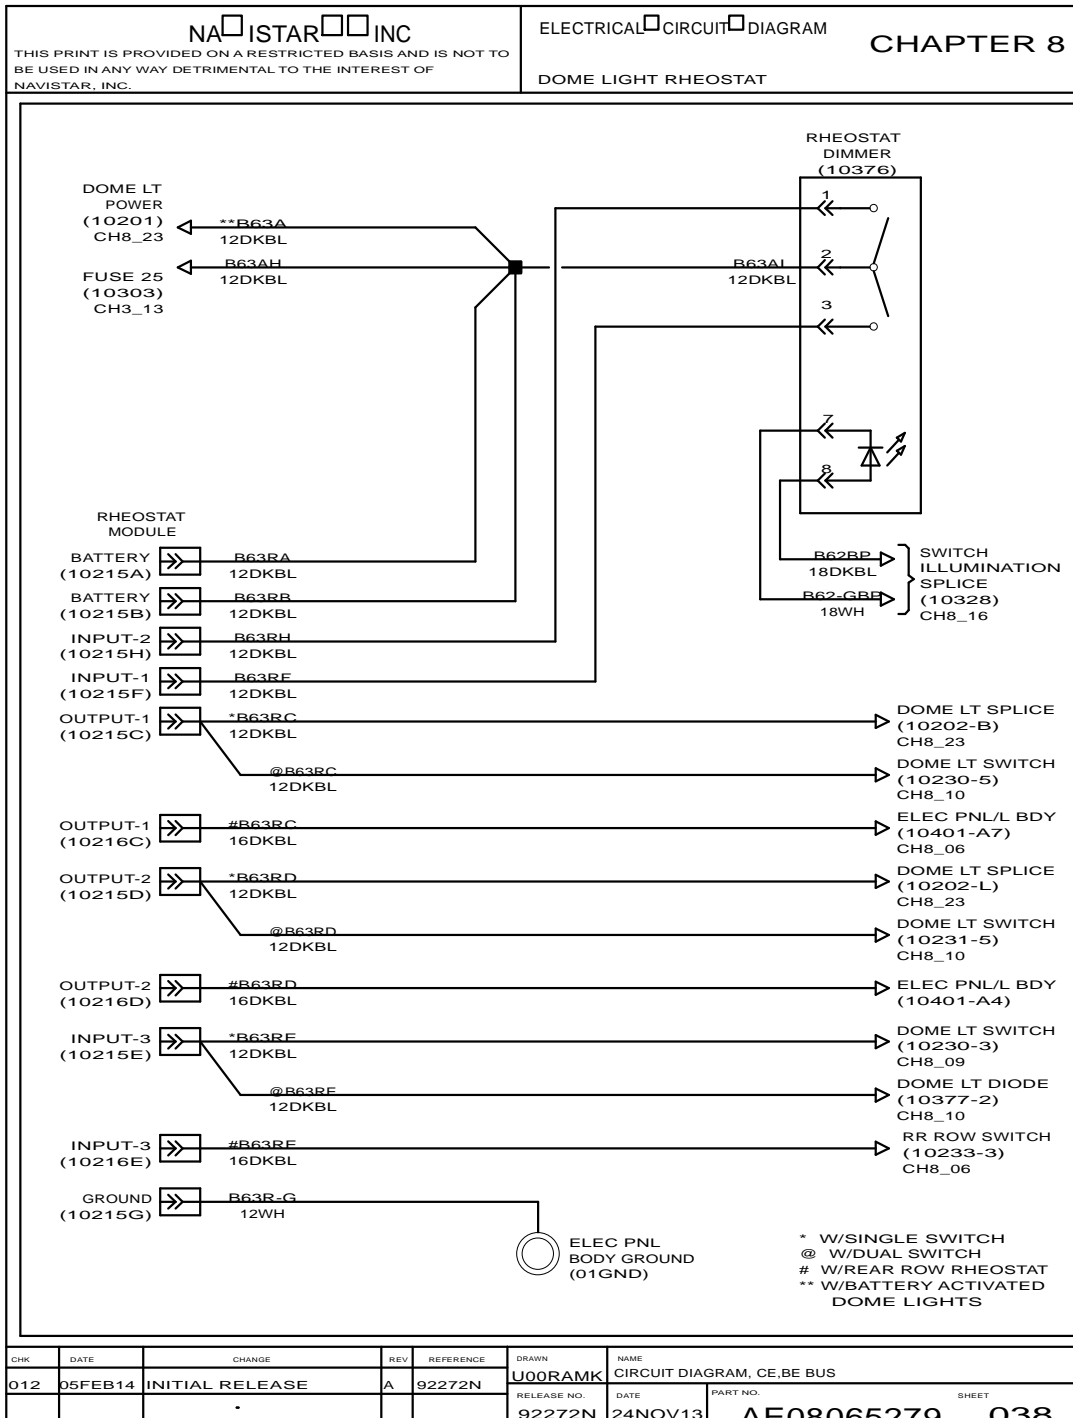 NA□ISTAR□□INC
THIS PRINT IS PROVIDED ON A RESTRICTED BASIS AND IS NOT TO
BE USED IN ANY WAY DETRIMENTAL TO THE INTEREST OF
NAVISTAR, INC.
ELECTRICAL□CIRCUIT□DIAGRAM
CHAPTER 8
DOME LIGHT RHEOSTAT
RHEOSTAT
DIMMER
(10376)
1
2
3
7
8
DOME LT
POWER
(10201)
CH8_23
**B63A
12DKBL
FUSE 25
(10303)
CH3_13
B63AH
12DKBL
B63AL
12DKBL
RHEOSTAT
MODULE
BATTERY
(10215A)
B63RA
12DKBL
BATTERY
(10215B)
B63RB
12DKBL
INPUT-2
(10215H)
B63RH
12DKBL
INPUT-1
(10215F)
B63RF
12DKBL
B62BP
18DKBL
B62-GBP
18WH
SWITCH
ILLUMINATION
SPLICE
(10328)
CH8_16
OUTPUT-1
(10215C)
*B63RC
12DKBL
DOME LT SPLICE
(10202-B)
CH8_23
@B63RC
12DKBL
DOME LT SWITCH
(10230-5)
CH8_10
OUTPUT-1
(10216C)
#B63RC
16DKBL
ELEC PNL/L BDY
(10401-A7)
CH8_06
OUTPUT-2
(10215D)
*B63RD
12DKBL
DOME LT SPLICE
(10202-L)
CH8_23
@B63RD
12DKBL
DOME LT SWITCH
(10231-5)
CH8_10
OUTPUT-2
(10216D)
#B63RD
16DKBL
ELEC PNL/L BDY
(10401-A4)
INPUT-3
(10215E)
*B63RE
12DKBL
DOME LT SWITCH
(10230-3)
CH8_09
@B63RE
12DKBL
DOME LT DIODE
(10377-2)
CH8_10
INPUT-3
(10216E)
#B63RE
16DKBL
RR ROW SWITCH
(10233-3)
CH8_06
GROUND
(10215G)
B63R-G
12WH
ELEC PNL
BODY GROUND
(01GND)
* W/SINGLE SWITCH
@ W/DUAL SWITCH
# W/REAR ROW RHEOSTAT
** W/BATTERY ACTIVATED
DOME LIGHTS
CHK DATE CHANGE REV REFERENCE
012 05FEB14 INITIAL RELEASE A 92272N
DRAWN
U00RAMK
NAME
CIRCUIT DIAGRAM, CE,BE BUS
RELEASE NO.
92272N
DATE
24NOV13
PART NO.
AE08065279
SHEET
038